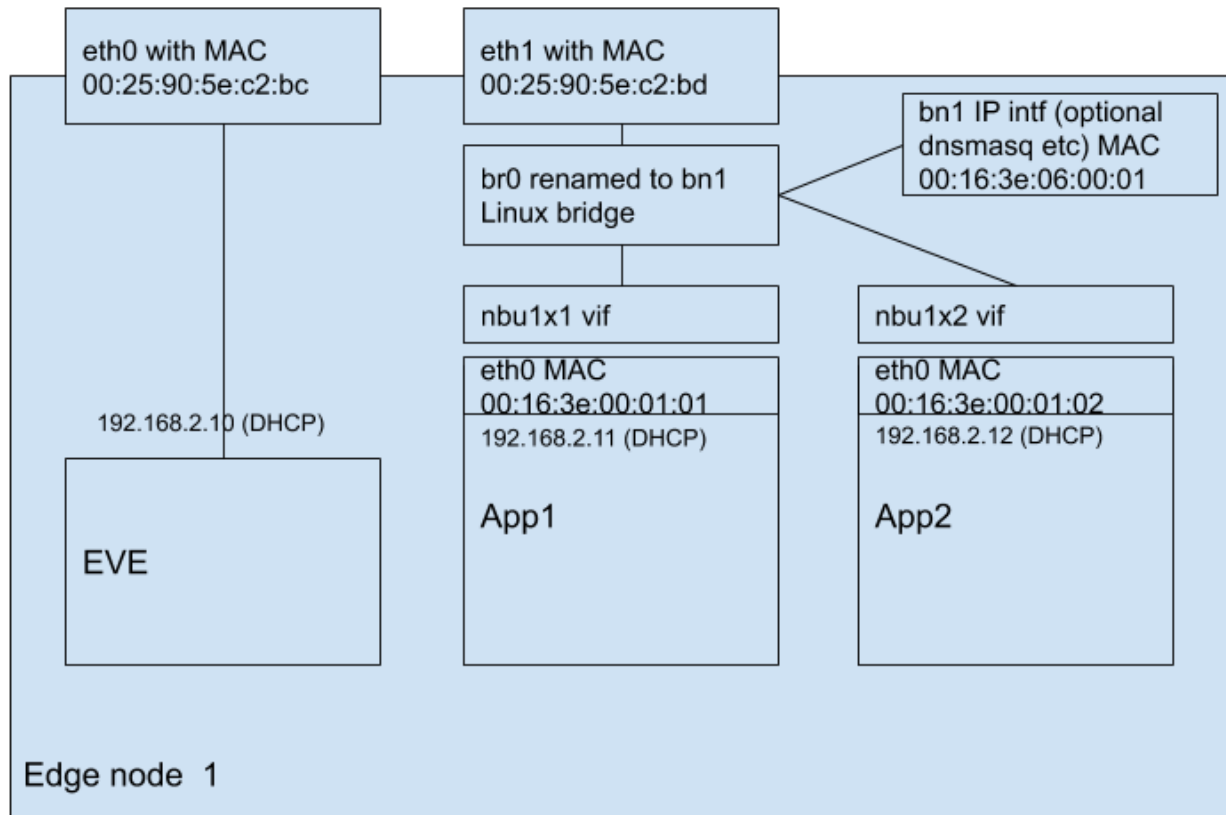 eth0 with MAC
00:25:90:5e:c2:bc
eth1 with MAC
00:25:90:5e:c2:bd
bn1 IP intf (optional
dnsmasq etc) MAC
00:16:3e:06:00:01
br0 renamed to bn1
Linux bridge
nbu1x1 vif
nbu1x2 vif
eth0 MAC
00:16:3e:00:01:01
eth0 MAC
00:16:3e:00:01:02
192.168.2.10 (DHCP)
192.168.2.11 (DHCP)
192.168.2.12 (DHCP)
EVE
App1
App2
Edge node 1